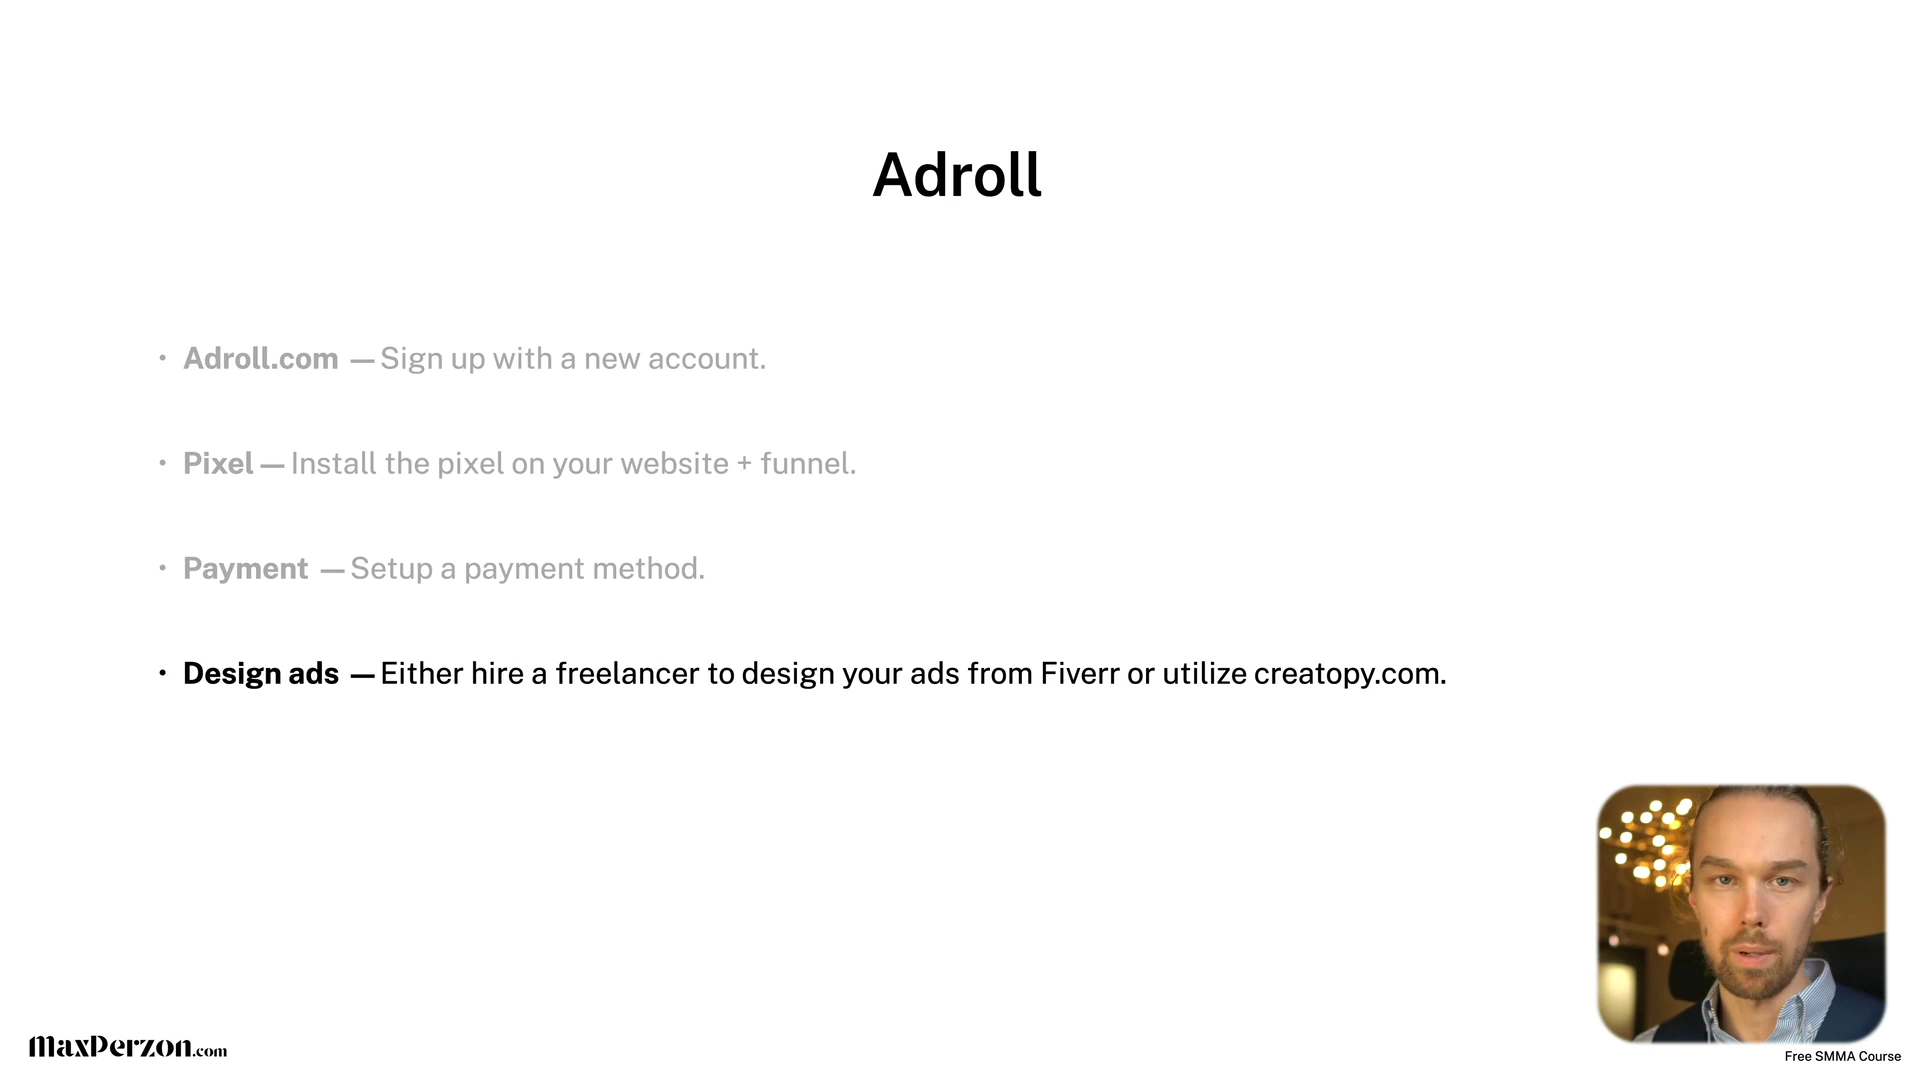 Adroll
• Adroll.com — Sign up with a new account.
• Pixel — Install the pixel on your website + funnel.
• Payment — Setup a payment method.
• Design ads — Either hire a freelancer to design your ads from Fiverr or utilize creatopy.com.
MaxPerzon.com
Free SMMA Course